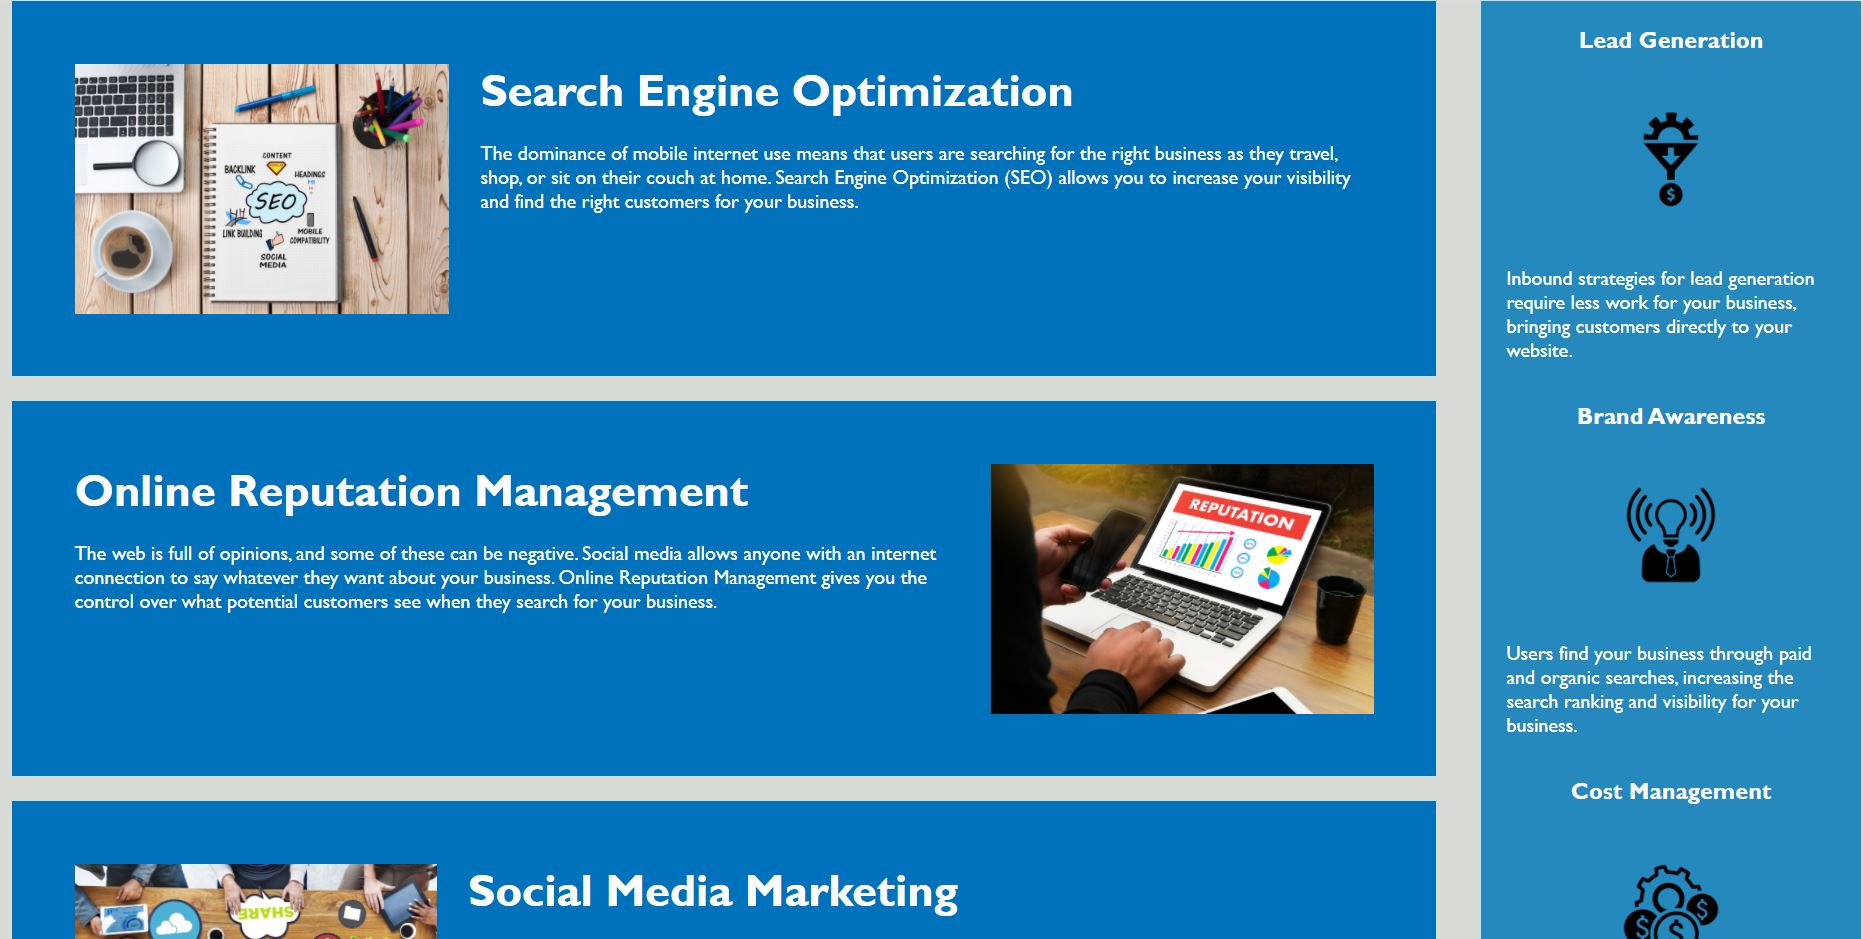 Search Engine Optimization
The dominance of mobile internet use means that users are searching for the right business as they travel,
shop, or sit on their couch at home. Search Engine Optimization (SEO) allows you to increase your visibility
and find the right customers for your business.
CONTENT
BACKLINK
HEADINGS
H1
SEO
LINK BUILDING
MOBILE
COMPATIBILITY
SOCIAL
MEDIA
Online Reputation Management
The web is full of opinions, and some of these can be negative. Social media allows anyone with an internet
connection to say whatever they want about your business. Online Reputation Management gives you the
control over what potential customers see when they search for your business.
REPUTATION
Social Media Marketing
SHARE
Lead Generation
$
Inbound strategies for lead generation
require less work for your business,
bringing customers directly to your
website.
Brand Awareness
Users find your business through paid
and organic searches, increasing the
search ranking and visibility for your
business.
Cost Management
$
$
$